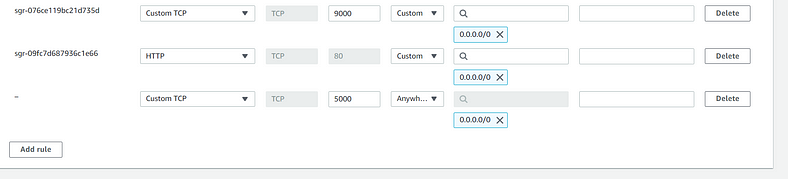 sgr-076ce119bc21d735d Custom TCP TCP 9000 Custom Delete
0.0.0.0/0
sgr-09fc7d687936c1e66 HTTP TCP 80 Custom Delete
0.0.0.0/0
– Custom TCP TCP 5000 Anywh... Delete
0.0.0.0/0
Add rule